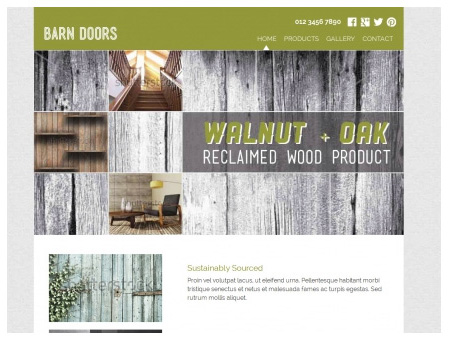 012 3456 7890
BARN DOORS
HOME PRODUCTS GALLERY CONTACT
WALNUT + OAK
RECLAIMED WOOD PRODUCT
Sustainably Sourced
Proin vel volutpat lacus, ut eleifend urna. Pellentesque habitant morbi
tristique senectus et netus et malesuada fames ac turpis egestas. Sed
rutrum mollis aliquet.